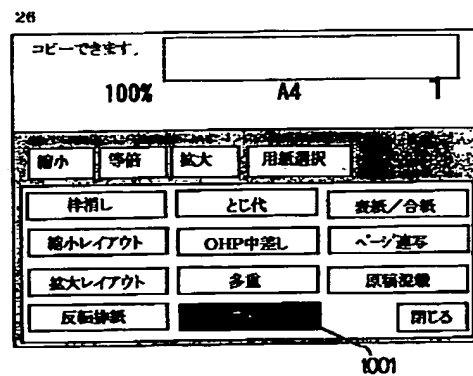 26
コピーできます.
100% A4 1
縮小 等倍 拡大 用紙選択
枠消し とじ代 表紙／合紙
縮小レイアウト OHP中差し ページ連写
拡大レイアウト 多重 原稿混載
反転排紙 閉じる
1001